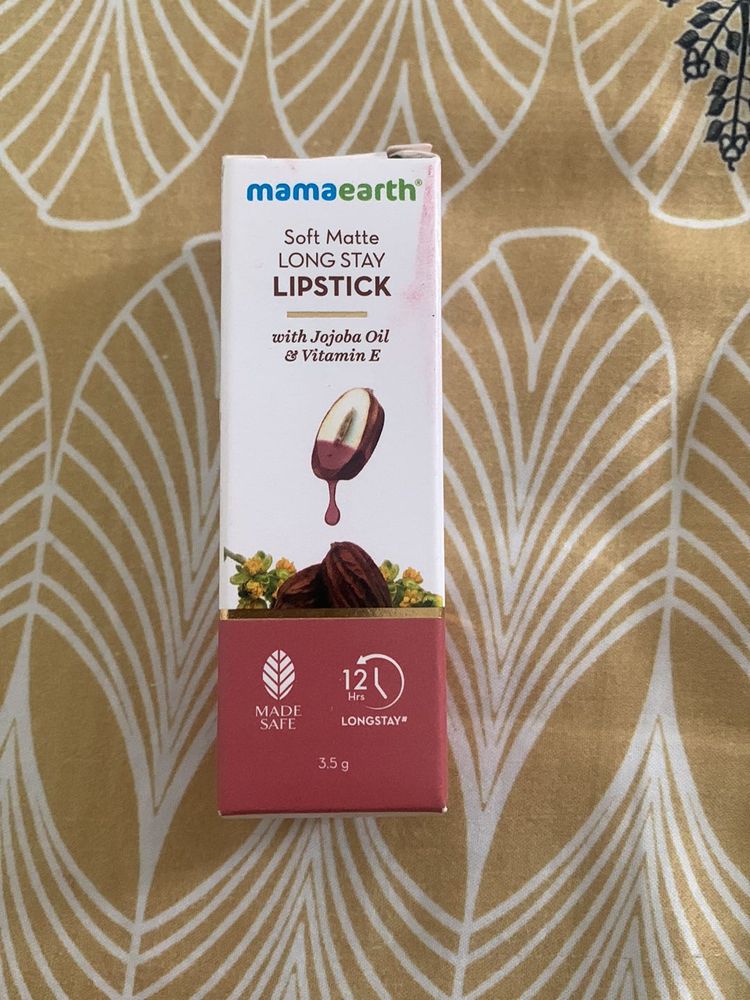 mamaearth®
Soft Matte
LONG STAY
LIPSTICK
with Jojoba Oil
& Vitamin E
MADE
SAFE
12
Hrs
LONGSTAY#
3.5 g